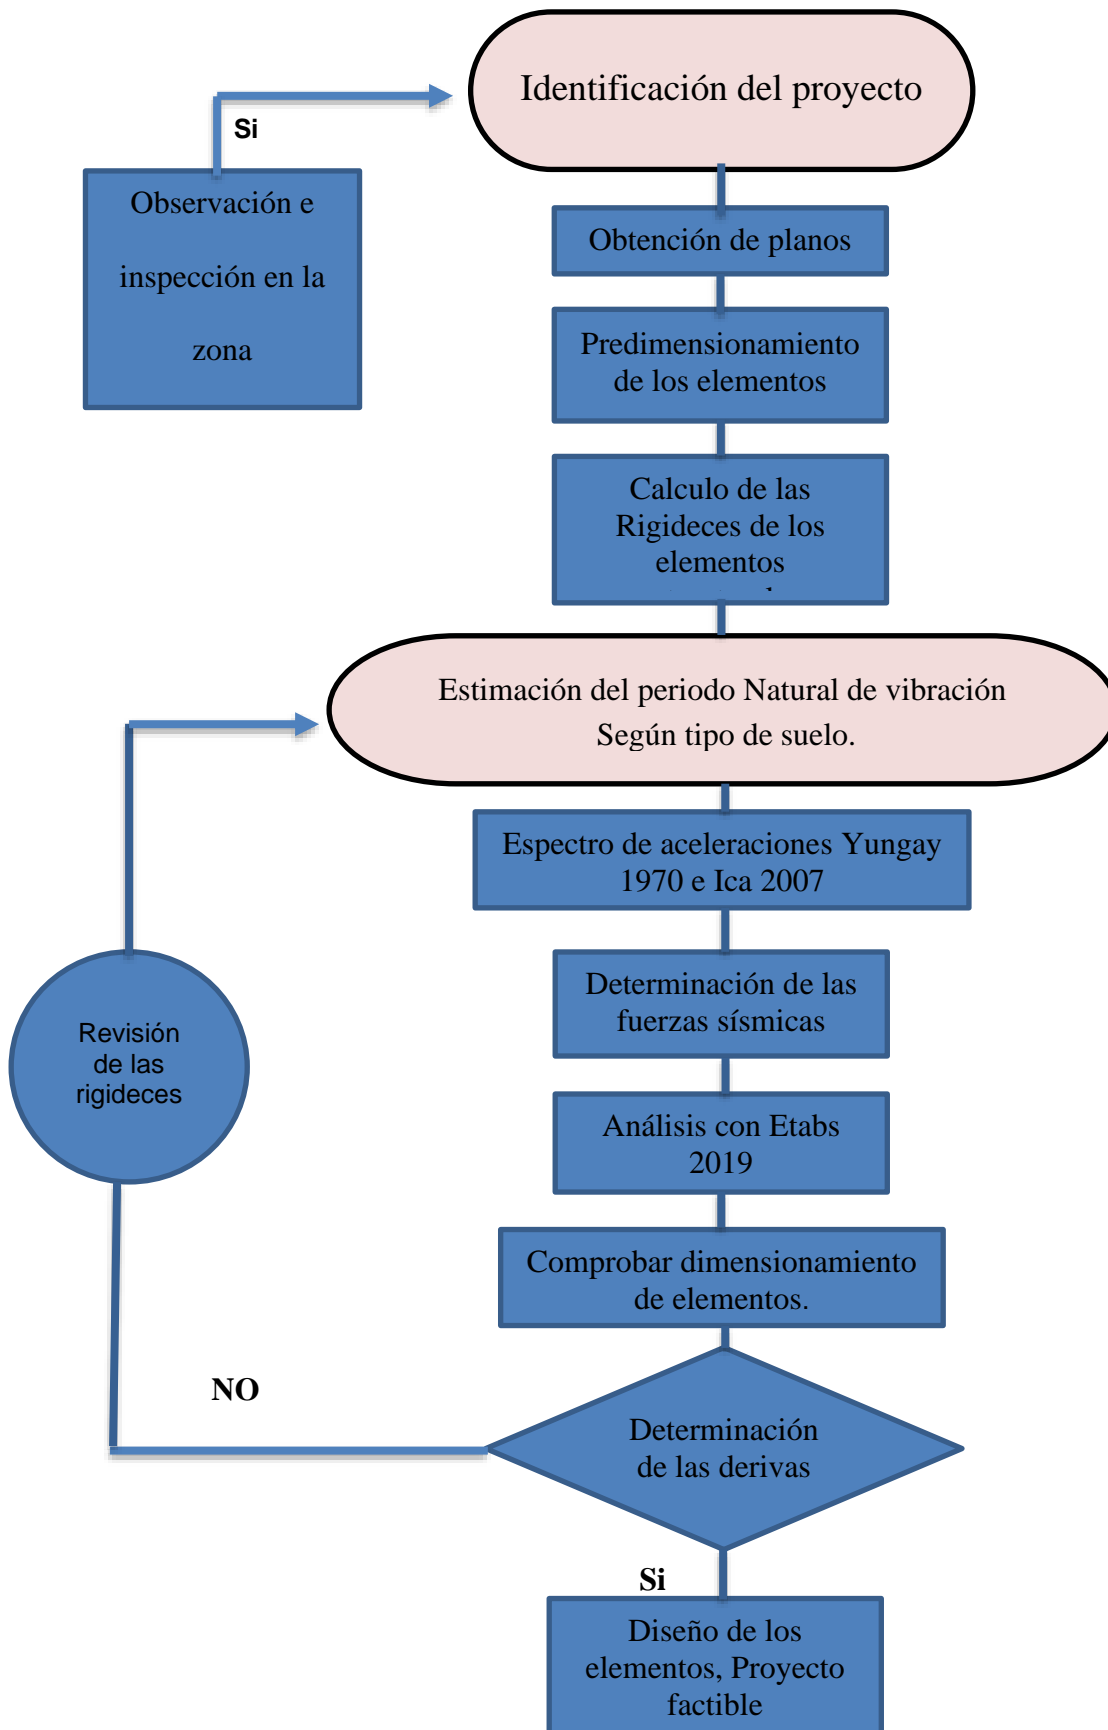 Identificación del proyecto
Si
Observación e
inspección en la
zona
Obtención de planos
Predimensionamiento
de los elementos
Calculo de las
Rigideces de los
elementos
Estimación del periodo Natural de vibración
Según tipo de suelo.
Espectro de aceleraciones Yungay
1970 e Ica 2007
Determinación de las
fuerzas sísmicas
Revisión
de las
rigideces
Análisis con Etabs
2019
Comprobar dimensionamiento
de elementos.
NO
Determinación
de las derivas
Si
Diseño de los
elementos, Proyecto
factible